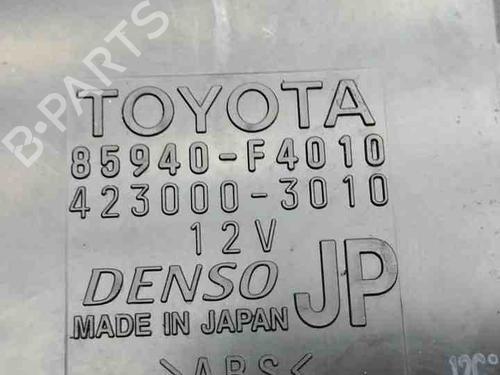 B-PARTS
TOYOTA
85940-F4010
423000-3010
12V
DENSO JP
MADE IN JAPAN
>ABS<